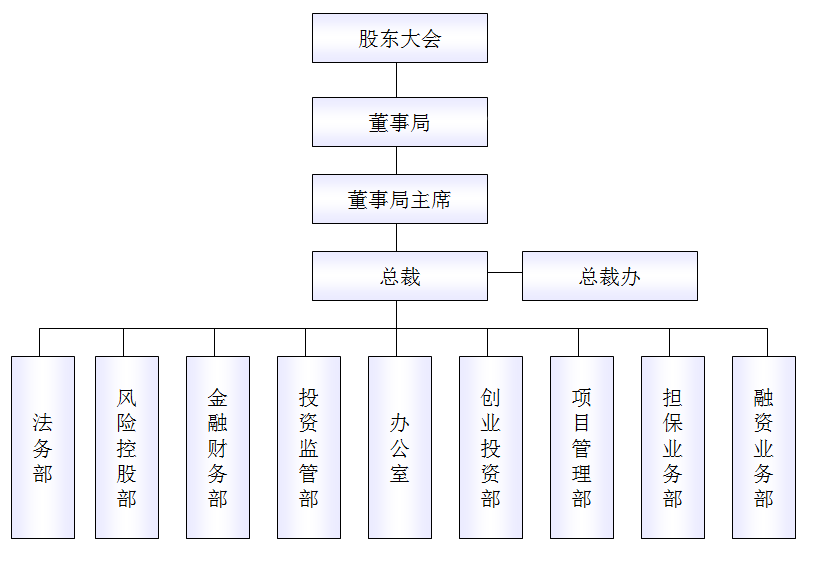 股东大会
董事局
董事局主席
总裁
总裁办
法务部
风险控股部
金融财务部
投资监管部
办公室
创业投资部
项目管理部
担保业务部
融资业务部